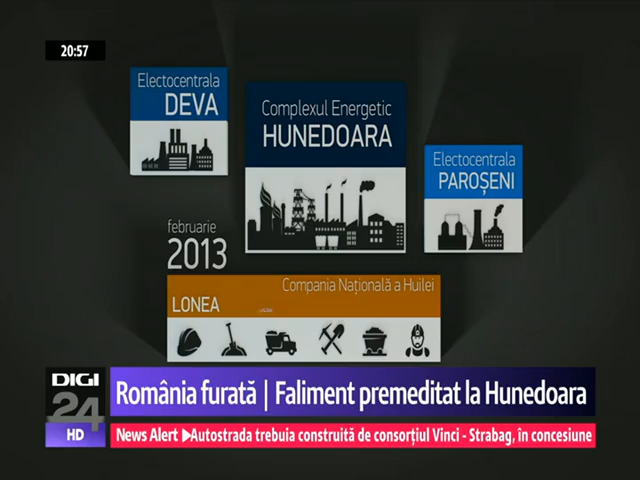 20:57
Electocentrala
DEVA
Complexul Energetic
HUNEDOARA
Electocentrala
PAROȘENI
februarie
2013
Compania Națională a Huilei
LONEA
DIGI
24
HD
România furată | Faliment premeditat la Hunedoara
News Alert ▶Autostrada trebuia construită de consorțiul Vinci - Strabag, în concesiune